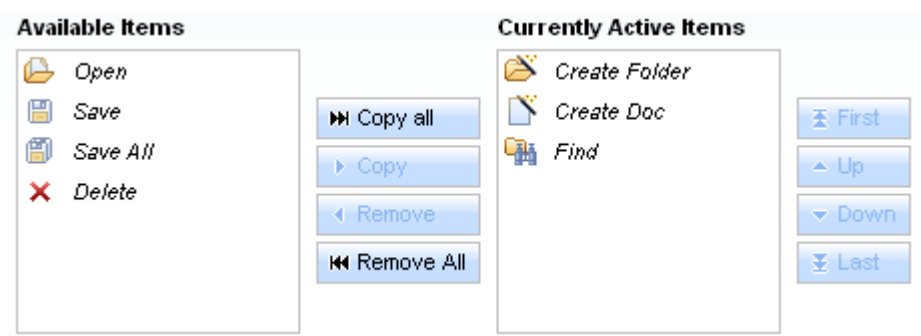 Available Items
Open
Save
Save All
Delete
Copy all
Copy
Remove
Remove All
Currently Active Items
Create Folder
Create Doc
Find
First
Up
Down
Last